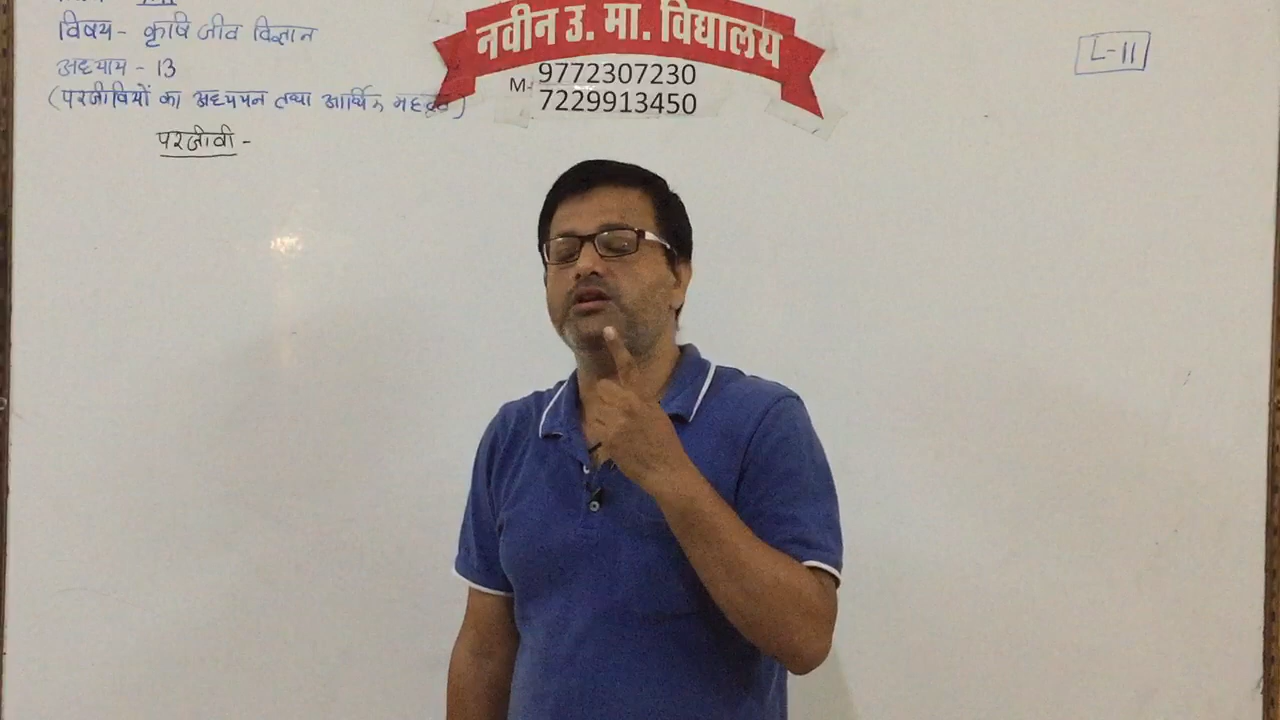 विषय - कृषि जीव विज्ञान
अध्याय - 13
(परजीवियों का अध्ययन तथा आर्थिक महत्व)
परजीवी -
नवीन उ. मा. विद्यालय
M- 9772307230
7229913450
L-11